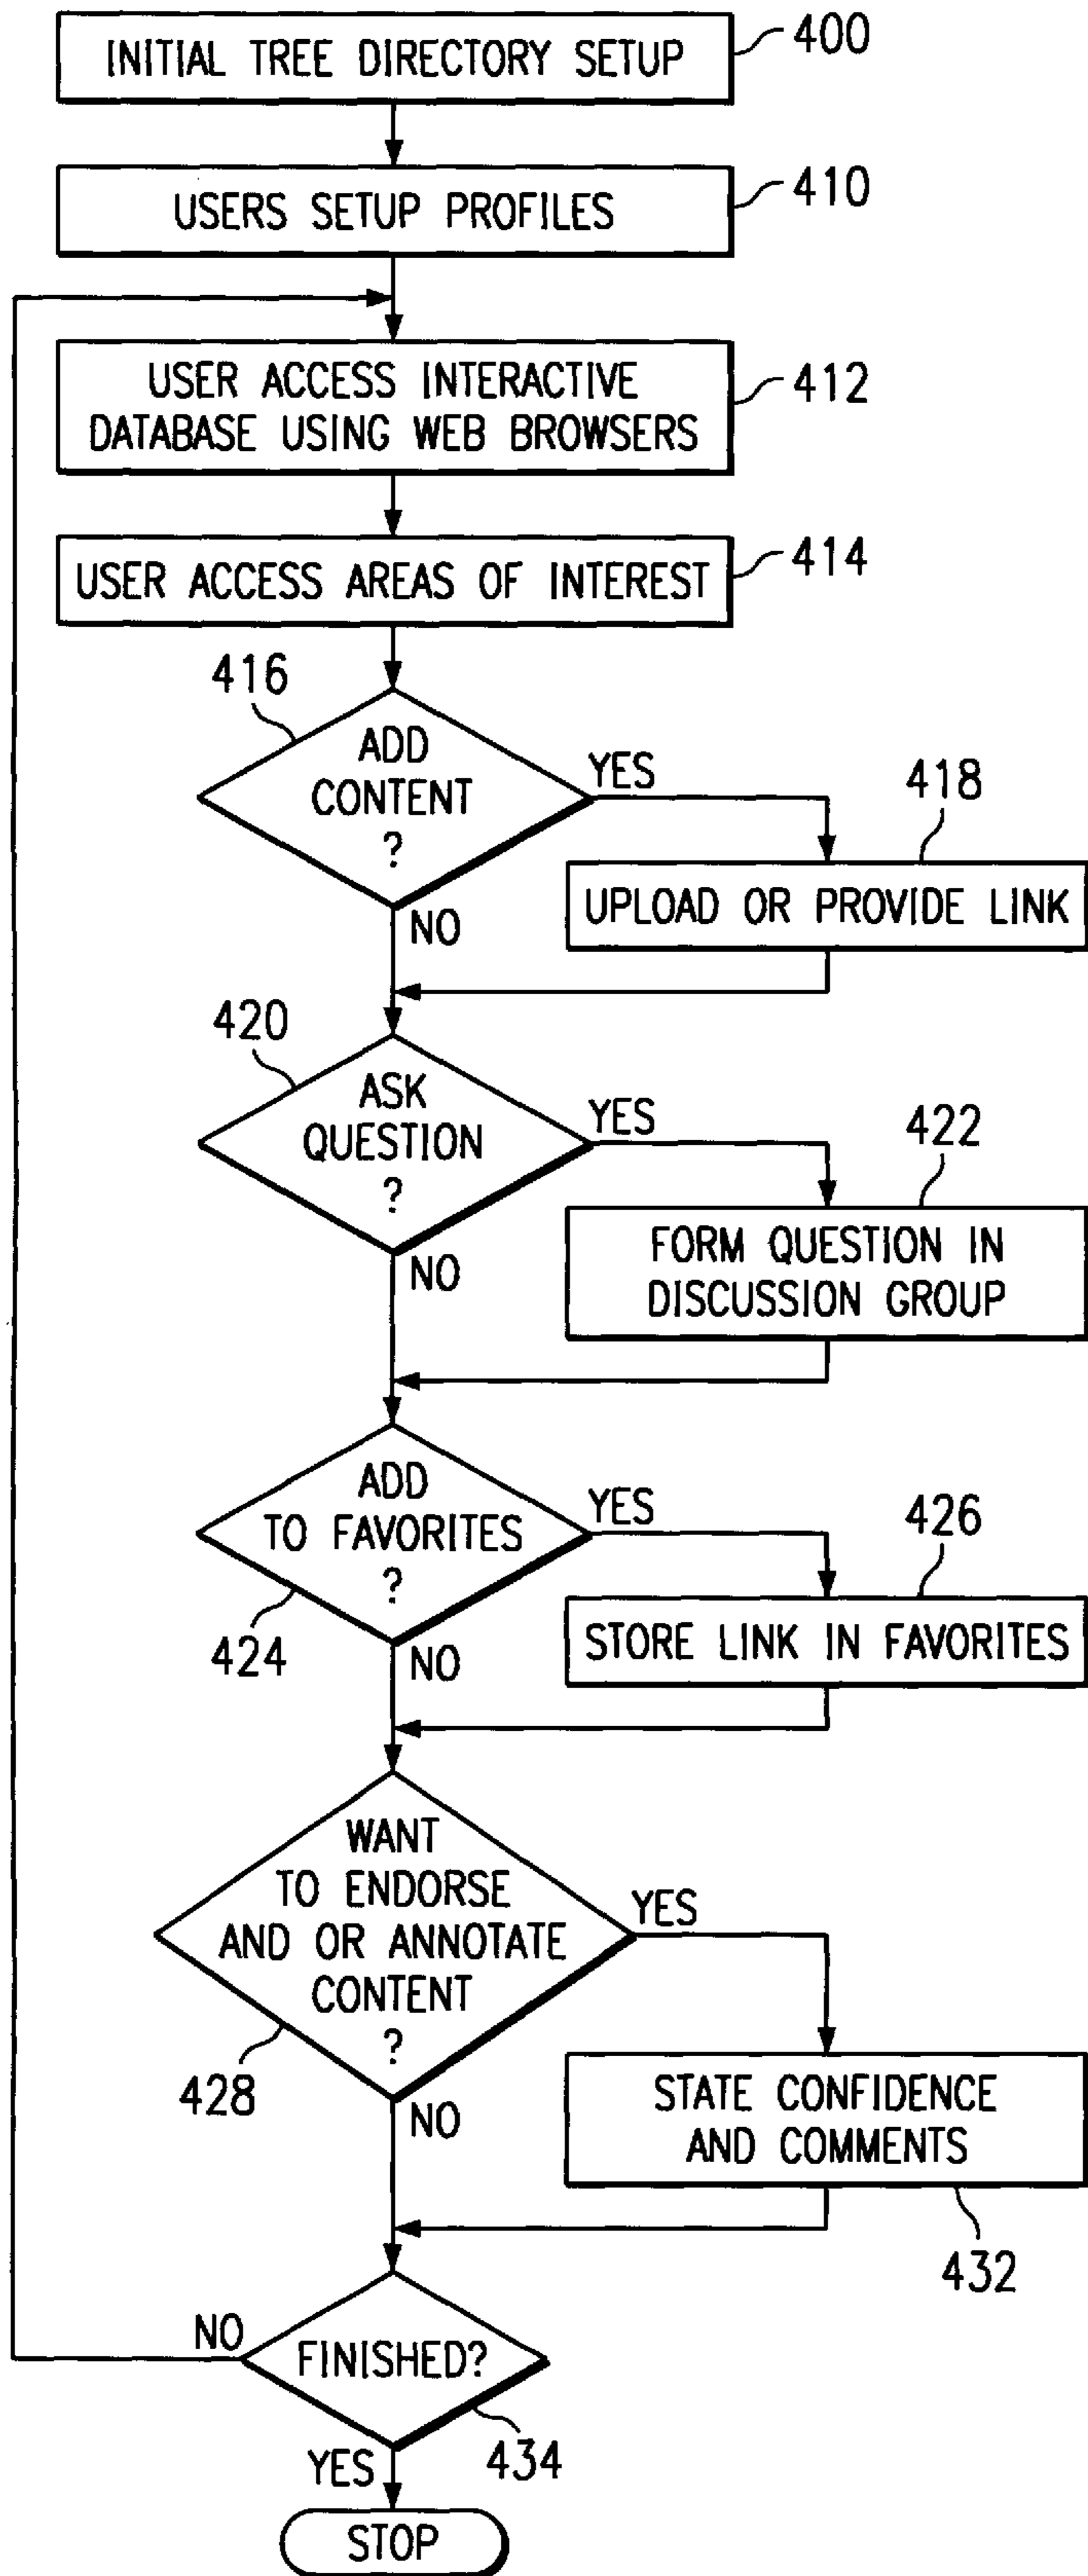 INITIAL TREE DIRECTORY SETUP
400
USERS SETUP PROFILES
410
USER ACCESS INTERACTIVE
DATABASE USING WEB BROWSERS
412
USER ACCESS AREAS OF INTEREST
414
416
ADD
CONTENT
?
YES
NO
418
UPLOAD OR PROVIDE LINK
420
ASK
QUESTION
?
YES
NO
422
FORM QUESTION IN
DISCUSSION GROUP
ADD
TO FAVORITES
?
424
YES
NO
426
STORE LINK IN FAVORITES
WANT
TO ENDORSE
AND OR ANNOTATE
CONTENT
?
428
YES
NO
STATE CONFIDENCE
AND COMMENTS
432
NO
FINISHED?
434
YES
STOP